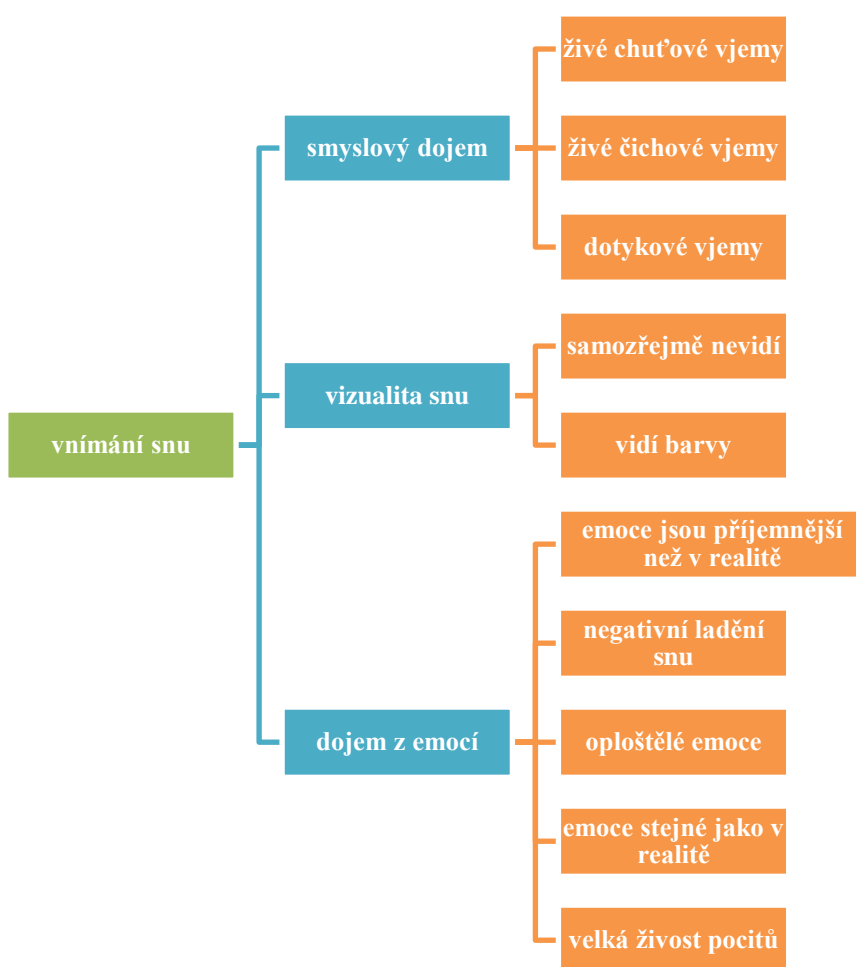 živé chuťové vjemy
smyslový dojem
živé čichové vjemy
dotykové vjemy
samozřejmě nevidí
vizualita snu
vnímání snu
vidí barvy
emoce jsou příjemnější
než v realitě
negativní ladění
snu
dojem z emocí
oploštělé emoce
emoce stejné jako v
realitě
velká živost pocitů